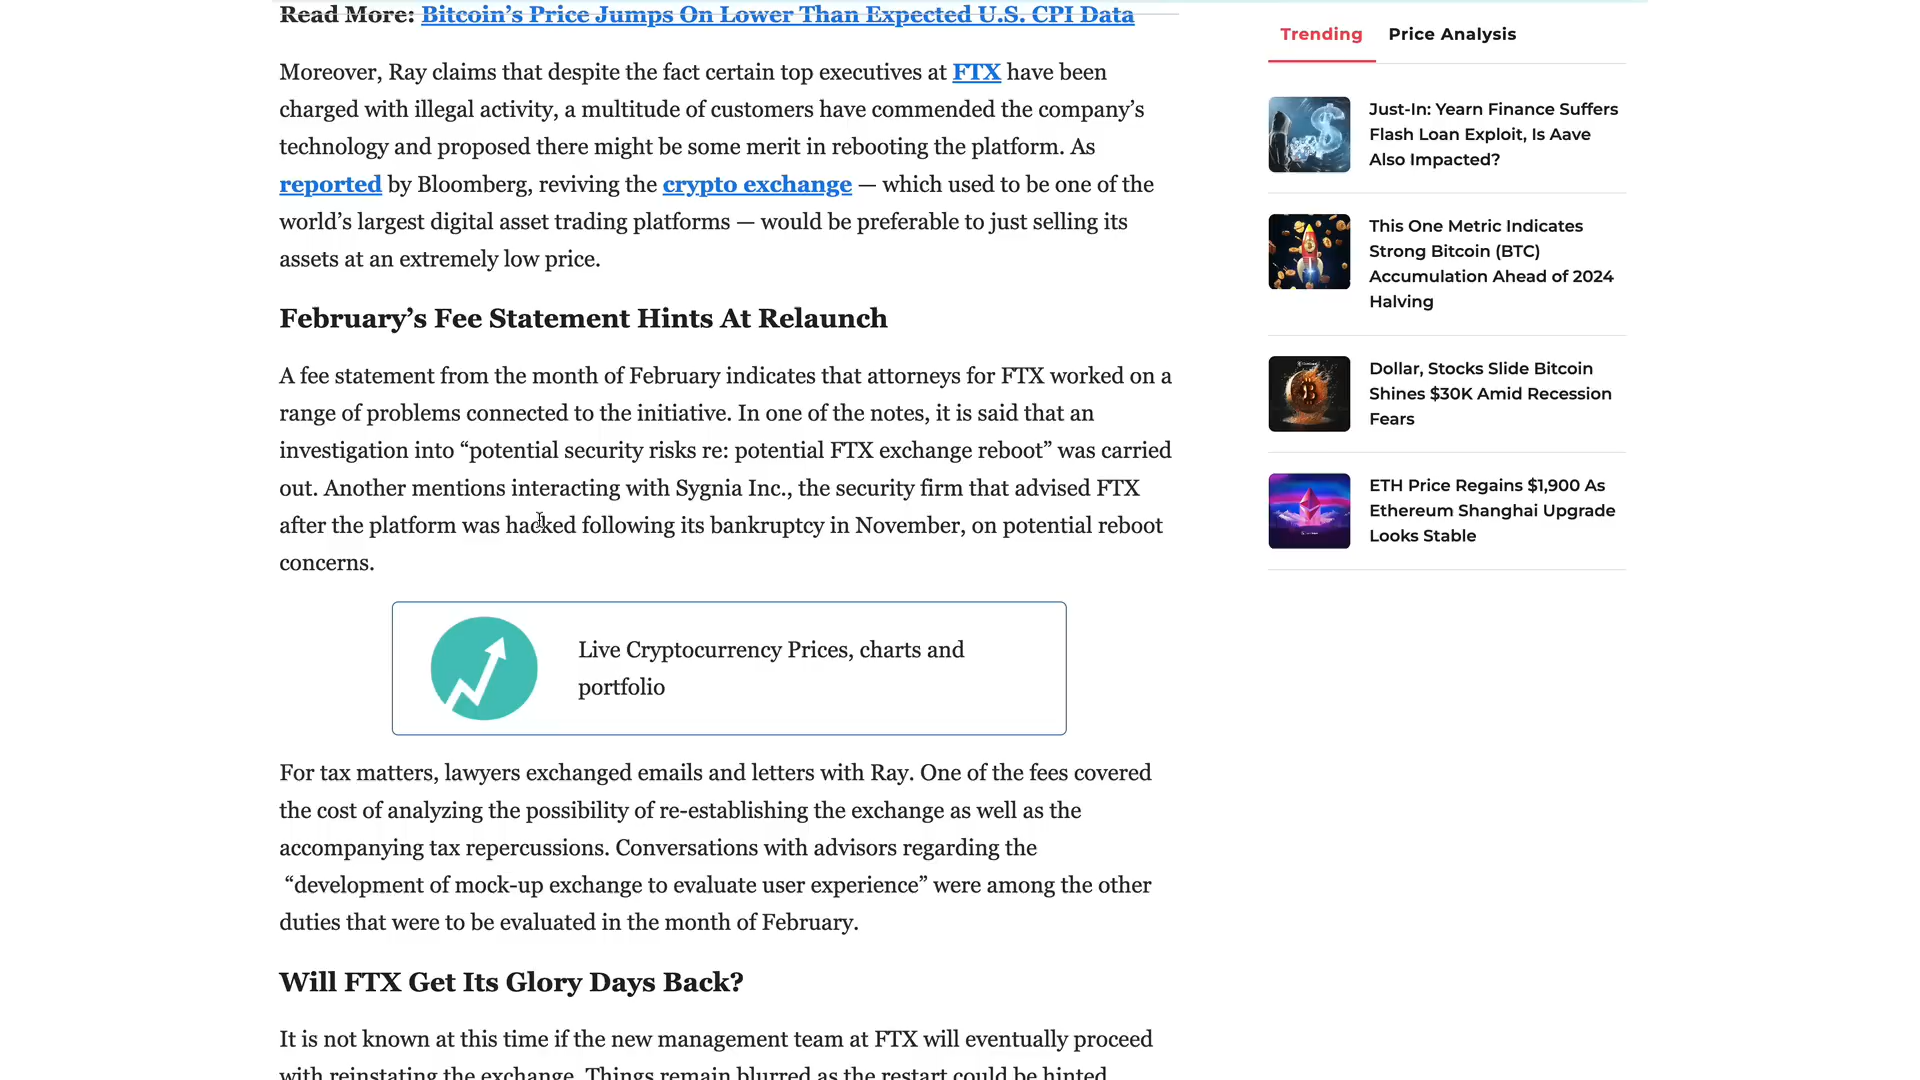 Read More: Bitcoin’s Price Jumps On Lower Than Expected U.S. CPI Data
Moreover, Ray claims that despite the fact certain top executives at FTX have been
charged with illegal activity, a multitude of customers have commended the company’s
technology and proposed there might be some merit in rebooting the platform. As
reported by Bloomberg, reviving the crypto exchange — which used to be one of the
world’s largest digital asset trading platforms — would be preferable to just selling its
assets at an extremely low price.
February’s Fee Statement Hints At Relaunch
A fee statement from the month of February indicates that attorneys for FTX worked on a
range of problems connected to the initiative. In one of the notes, it is said that an
investigation into “potential security risks re: potential FTX exchange reboot” was carried
out. Another mentions interacting with Sygnia Inc., the security firm that advised FTX
after the platform was hacked following its bankruptcy in November, on potential reboot
concerns.
Live Cryptocurrency Prices, charts and
portfolio
For tax matters, lawyers exchanged emails and letters with Ray. One of the fees covered
the cost of analyzing the possibility of re-establishing the exchange as well as the
accompanying tax repercussions. Conversations with advisors regarding the
“development of mock-up exchange to evaluate user experience” were among the other
duties that were to be evaluated in the month of February.
Will FTX Get Its Glory Days Back?
It is not known at this time if the new management team at FTX will eventually proceed
with reinstating the exchange. Things remain blurred as the restart could be hinted
Trending
Price Analysis
Just-In: Yearn Finance Suffers
Flash Loan Exploit, Is Aave
Also Impacted?
This One Metric Indicates
Strong Bitcoin (BTC)
Accumulation Ahead of 2024
Halving
Dollar, Stocks Slide Bitcoin
Shines $30K Amid Recession
Fears
ETH Price Regains $1,900 As
Ethereum Shanghai Upgrade
Looks Stable